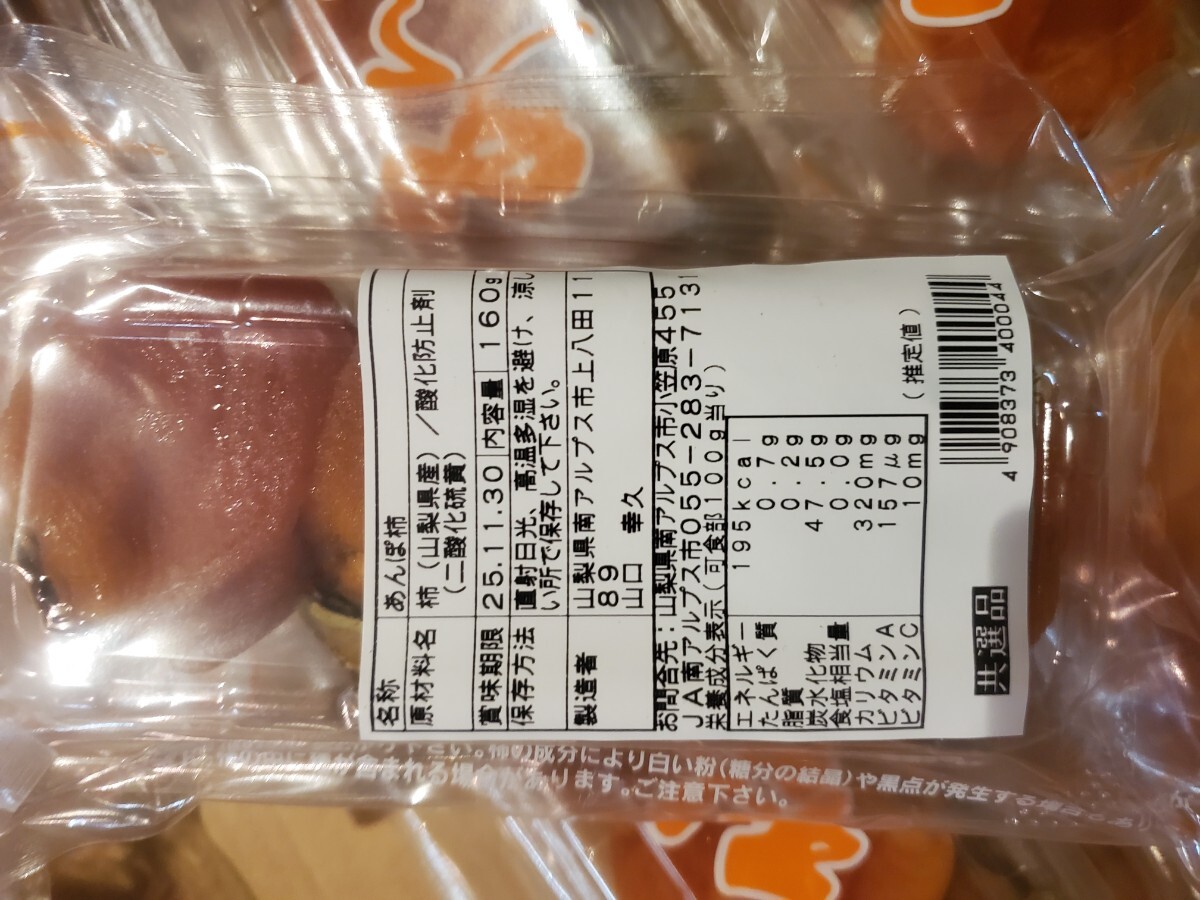 名称 あんぽ柿
原材料名 柿（山梨県産）／酸化防止剤
（二酸化硫黄）
賞味期限 25.11.30 内容量 160g
保存方法 直射日光、高温多湿を避け、涼し
い所で保存して下さい。
製造者 山梨県南アルプス市上八田11
89
山口 幸久
お問合先：山梨県南アルプス市小笠原455
JA南アルプス市055-283-7131
栄養成分表示（可食部100g当り）
エネルギー 195kcal
たんぱく質 0.7g
脂質 0.2g
炭水化物 47.5g
食塩相当量 0.0g
カリウム 320mg
ビタミンA 157μg
ビタミンC 10mg
（推定値）
4 908373 400044
共選品
下さい。柿の成分により白い粉（糖分の結晶）や黒点が発生する場合
まれる場合があります。ご注意下さい。